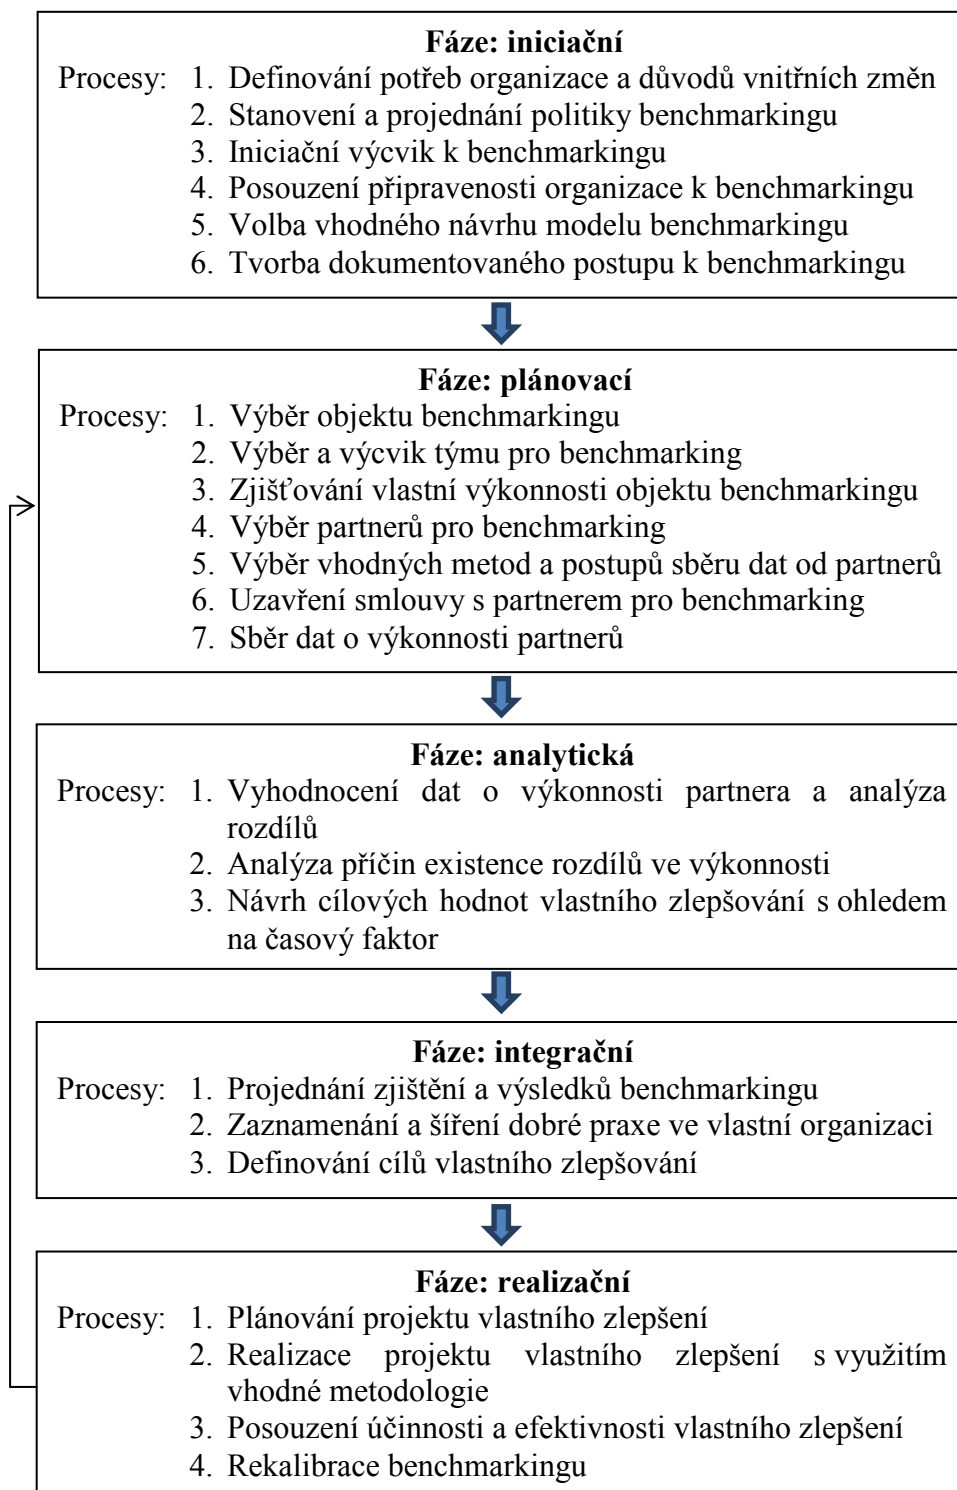 Fáze: iniciační
Procesy: 1. Definování potřeb organizace a důvodů vnitřních změn
2. Stanovení a projednání politiky benchmarkingu
3. Iniciační výcvik k benchmarkingu
4. Posouzení připravenosti organizace k benchmarkingu
5. Volba vhodného návrhu modelu benchmarkingu
6. Tvorba dokumentovaného postupu k benchmarkingu
Fáze: plánovací
Procesy: 1. Výběr objektu benchmarkingu
2. Výběr a výcvik týmu pro benchmarking
3. Zjišťování vlastní výkonnosti objektu benchmarkingu
4. Výběr partnerů pro benchmarking
5. Výběr vhodných metod a postupů sběru dat od partnerů
6. Uzavření smlouvy s partnerem pro benchmarking
7. Sběr dat o výkonnosti partnerů
Fáze: analytická
Procesy: 1. Vyhodnocení dat o výkonnosti partnera a analýza
rozdílů
2. Analýza příčin existence rozdílů ve výkonnosti
3. Návrh cílových hodnot vlastního zlepšování s ohledem
na časový faktor
Fáze: integrační
Procesy: 1. Projednání zjištění a výsledků benchmarkingu
2. Zaznamenání a šíření dobré praxe ve vlastní organizaci
3. Definování cílů vlastního zlepšování
Fáze: realizační
Procesy: 1. Plánování projektu vlastního zlepšení
2. Realizace projektu vlastního zlepšení s využitím
vhodné metodologie
3. Posouzení účinnosti a efektivnosti vlastního zlepšení
4. Rekalibrace benchmarkingu